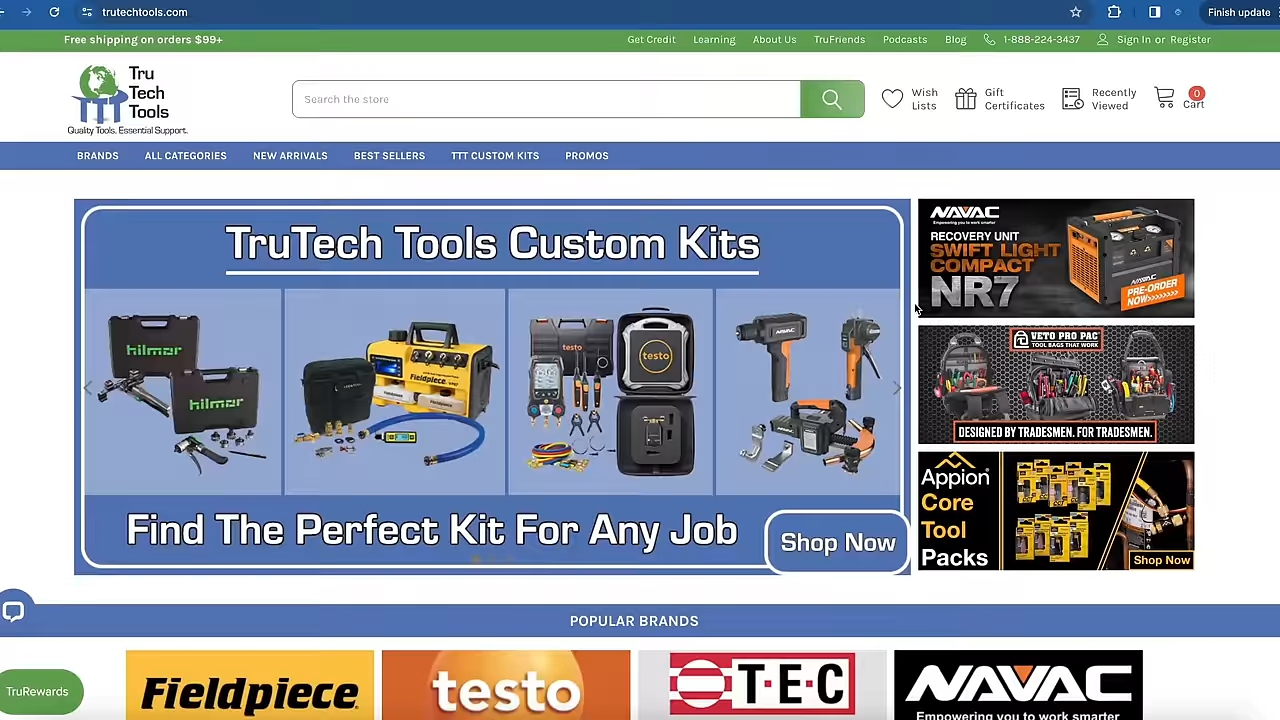 trutechtools.com
Finish update
Free shipping on orders $99+
Get Credit Learning About Us TruFriends Podcasts Blog 1-888-224-3437 Sign In or Register
Tru
Tech
Tools
Quality Tools. Essential Support.
Search the store
Wish
Lists
Gift
Certificates
Recently
Viewed
0
Cart
BRANDS ALL CATEGORIES NEW ARRIVALS BEST SELLERS TTT CUSTOM KITS PROMOS
TruTech Tools Custom Kits
hilmor
hilmor
Fieldpiece
testo
testo
NAVAC
Find The Perfect Kit For Any Job
Shop Now
NAVAC
Empowering you to work smarter
RECOVERY UNIT
SWIFT LIGHT
COMPACT
NR7
NAVAC
PRE-ORDER
NOW>>>>>>>
VETO PRO PAC
TOOL BAGS THAT WORK
DESIGNED BY TRADESMEN. FOR TRADESMEN.
Appion
Core
Tool
Packs
Shop Now
POPULAR BRANDS
TruRewards
Fieldpiece
testo
T·E·C
NAVAC
Empowering you to work smarter